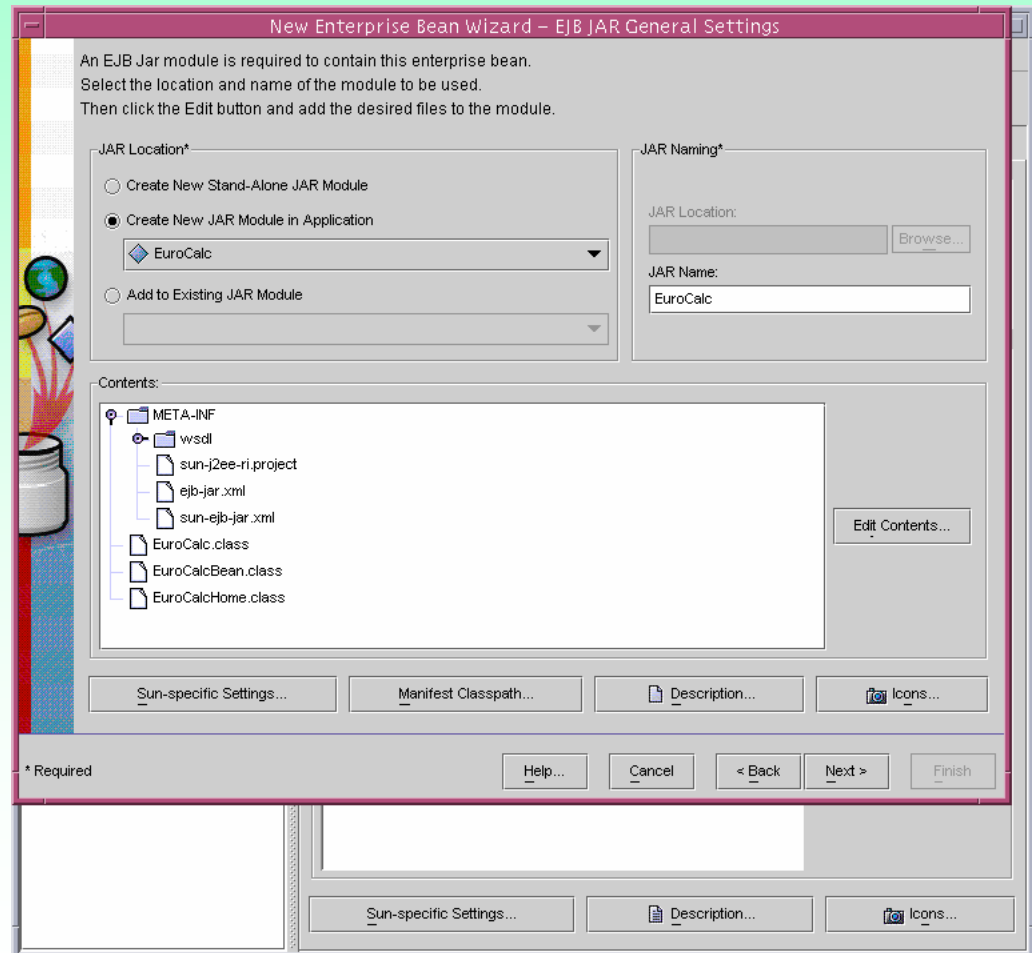 New Enterprise Bean Wizard – EJB JAR General Settings
An EJB Jar module is required to contain this enterprise bean.
Select the location and name of the module to be used.
Then click the Edit button and add the desired files to the module.
JAR Location*
Create New Stand-Alone JAR Module
Create New JAR Module in Application
EuroCalc
Add to Existing JAR Module
JAR Naming*
JAR Location:
Browse...
JAR Name:
EuroCalc
Contents:
META-INF
wsdl
sun-j2ee-ri.project
ejb-jar.xml
sun-ejb-jar.xml
EuroCalc.class
EuroCalcBean.class
EuroCalcHome.class
Edit Contents...
Sun-specific Settings... Manifest Classpath... Description... Icons...
* Required Help... Cancel < Back Next > Finish
Sun-specific Settings... Description... Icons...